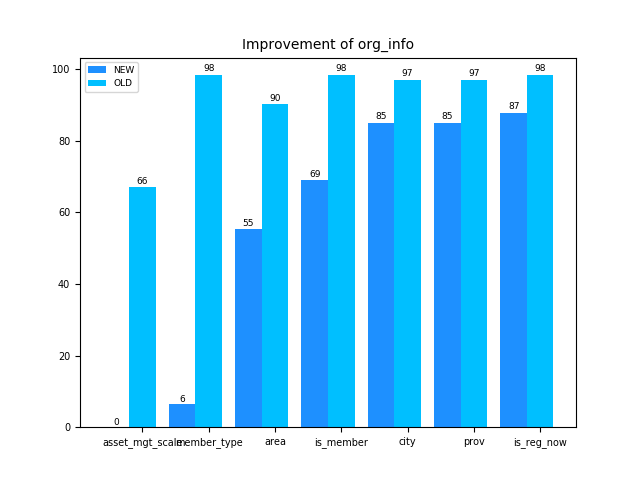 Improvement of org_info
NEW
OLD
100
80
60
40
20
0
0
66
6
98
55
90
69
98
85
97
85
97
87
98
asset_mgt_scale
member_type
area
is_member
city
prov
is_reg_now